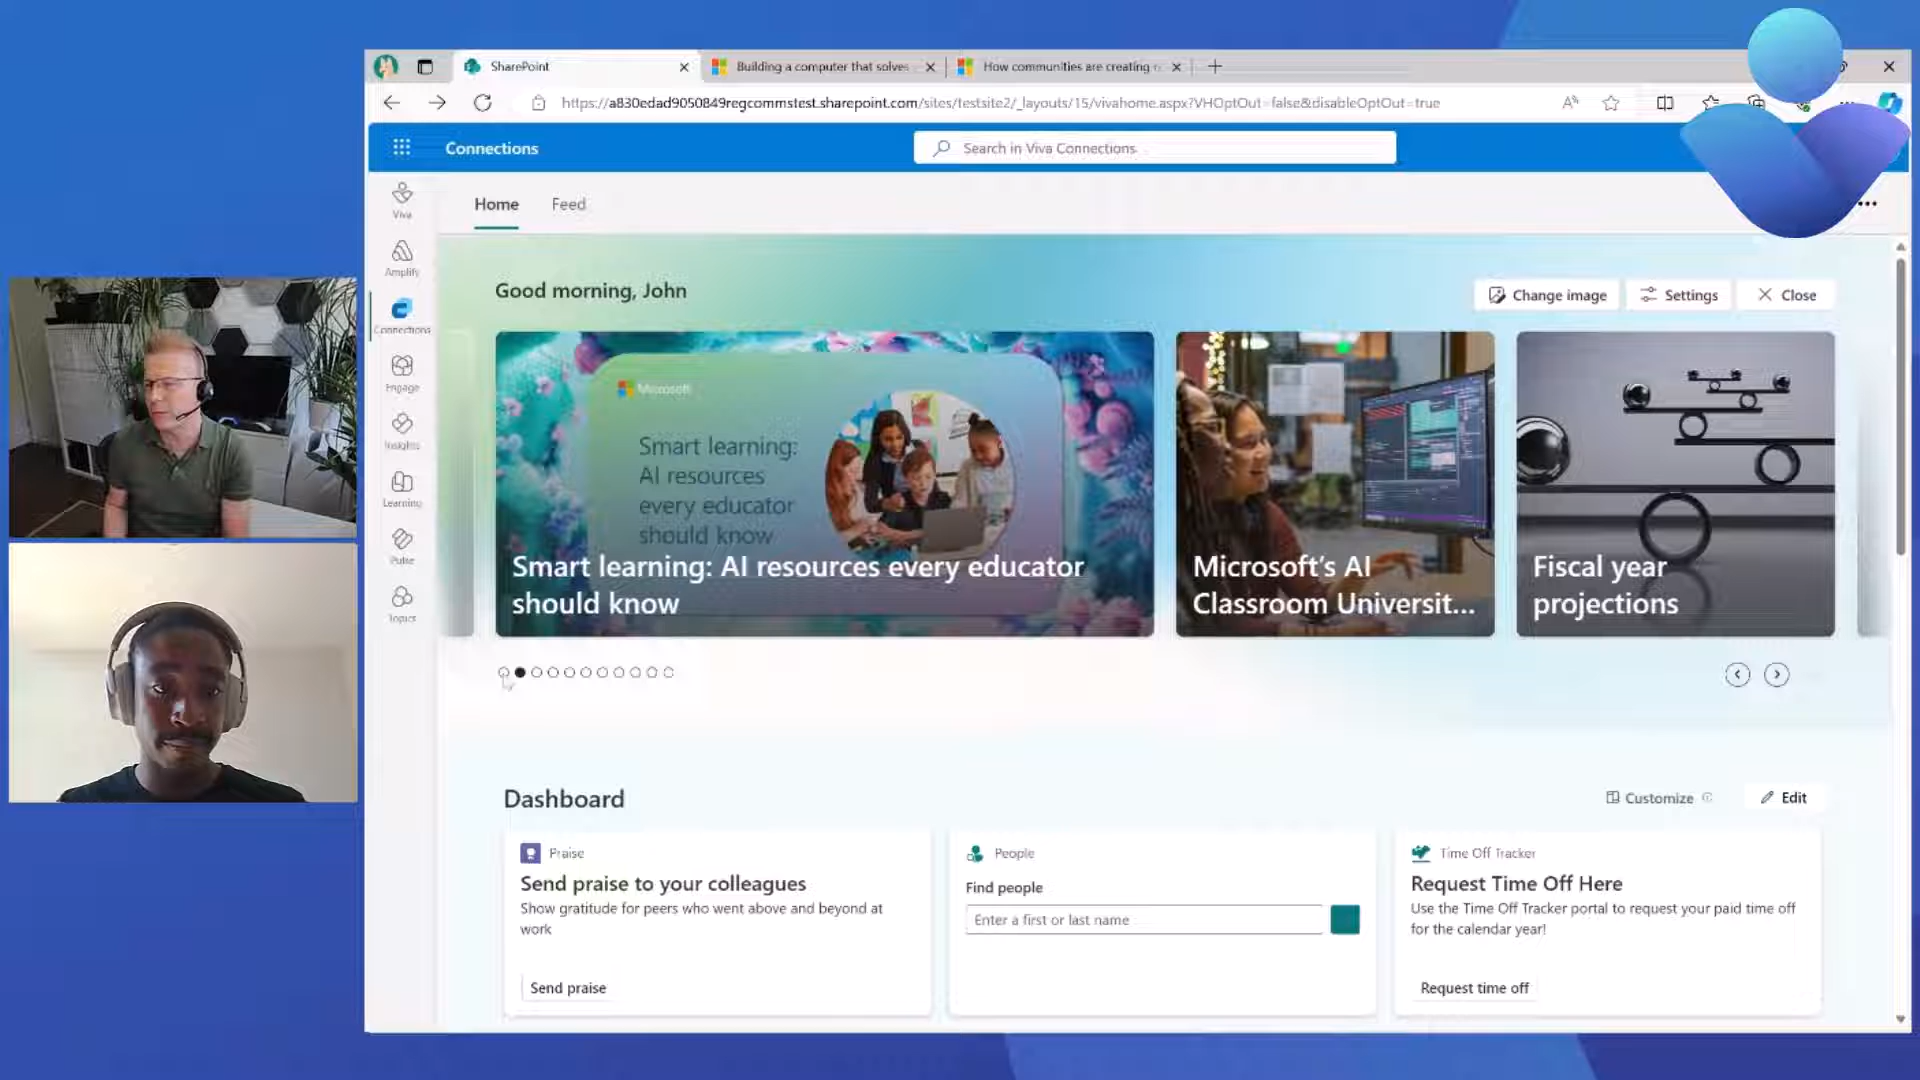 SharePoint
Building a computer that solves
How communities are creating
https://a830edad9050849regcommstest.sharepoint.com/sites/testsite2/_layouts/15/vivahome.aspx?VHOptOut=false&disableOptOut=true
Connections
Search in Viva Connections
Viva
Amplify
Connections
Engage
Insights
Learning
Pulse
Topics
Home
Feed
Good morning, John
Change image
Settings
Close
Microsoft
Smart learning:
AI resources
every educator
should know
Smart learning: AI resources every educator
should know
Microsoft's AI
Classroom Universit...
Fiscal year
projections
Dashboard
Customize
Edit
Praise
Send praise to your colleagues
Show gratitude for peers who went above and beyond at
work
Send praise
People
Find people
Enter a first or last name
Time Off Tracker
Request Time Off Here
Use the Time Off Tracker portal to request your paid time off
for the calendar year!
Request time off